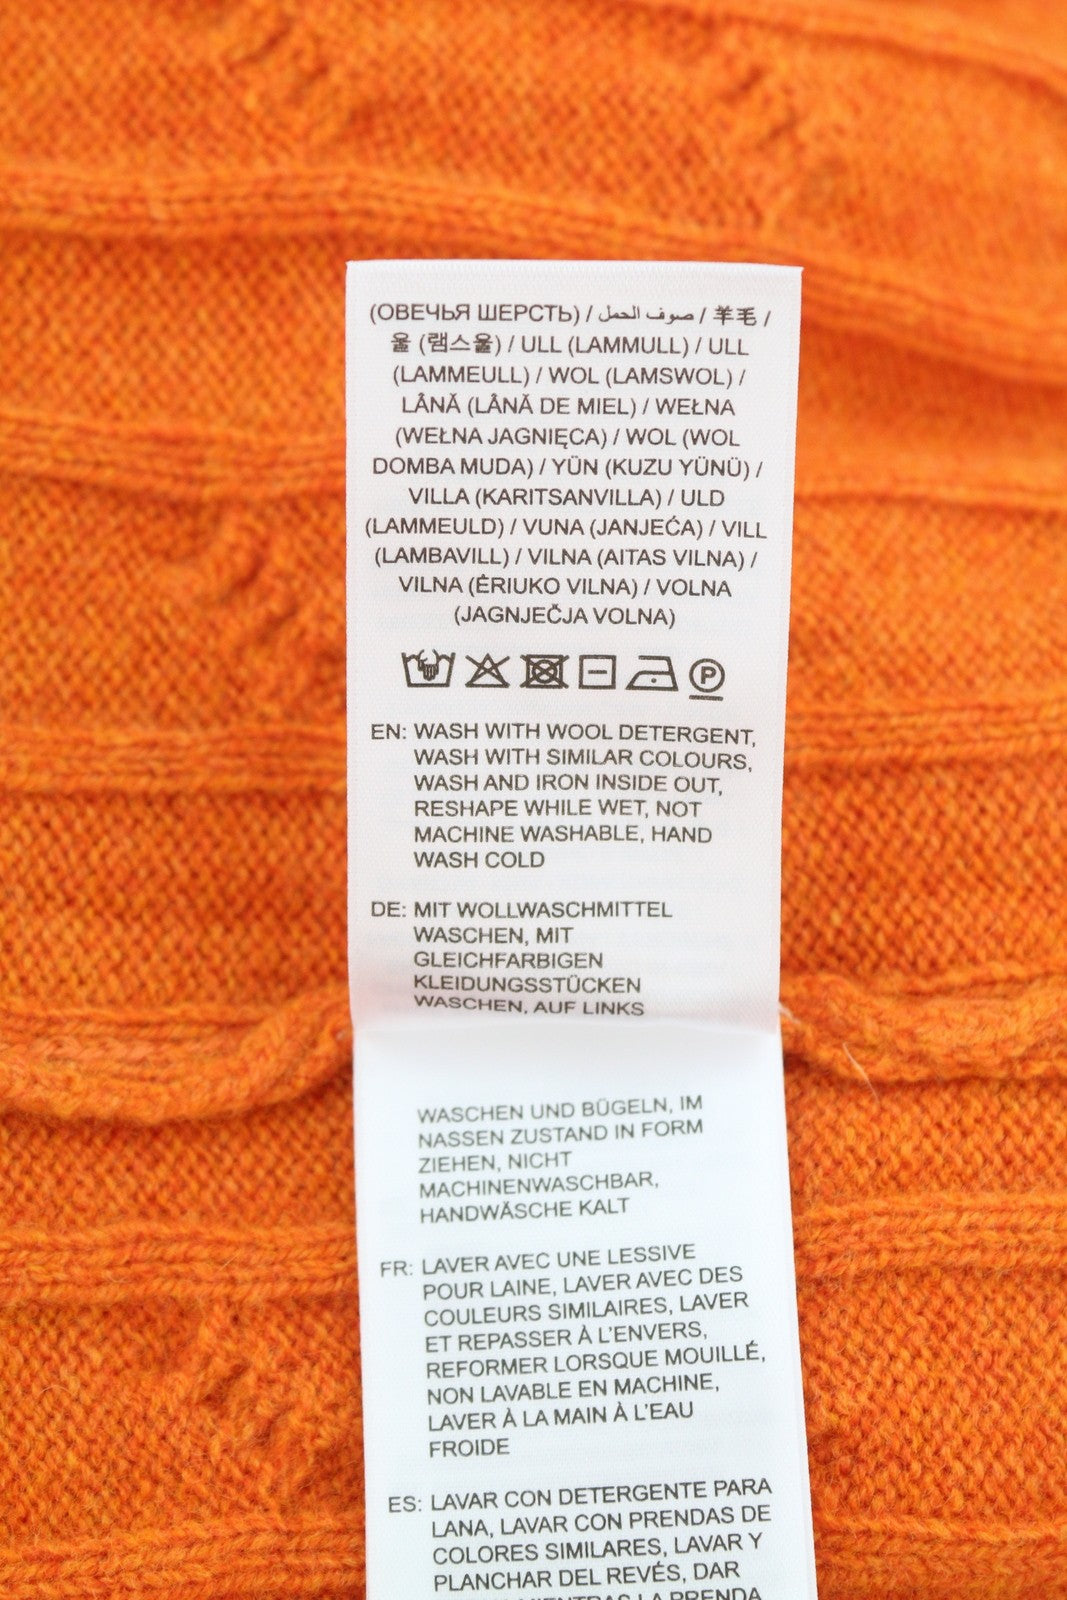 (ОВЕЧЬЯ ШЕРСТЬ) / صوف الحمل / 羊毛 /
울 (램스울) / ULL (LAMMULL) / ULL
(LAMMEULL) / WOL (LAMSWOL) /
LÂNĂ (LÂNĂ DE MIEL) / WEŁNA
(WEŁNA JAGNIĘCA) / WOL (WOL
DOMBA MUDA) / YÜN (KUZU YÜNÜ) /
VILLA (KARITSANVILLA) / ULD
(LAMMEULD) / VUNA (JANJEĆA) / VILL
(LAMBAVILL) / VILNA (AITAS VILNA) /
VILNA (ĖRIUKO VILNA) / VOLNA
(JAGNJEČJA VOLNA)
P
EN: WASH WITH WOOL DETERGENT,
WASH WITH SIMILAR COLOURS,
WASH AND IRON INSIDE OUT,
RESHAPE WHILE WET, NOT
MACHINE WASHABLE, HAND
WASH COLD
DE: MIT WOLLWASCHMITTEL
WASCHEN, MIT
GLEICHFARBIGEN
KLEIDUNGSSTÜCKEN
WASCHEN, AUF LINKS
WASCHEN UND BÜGELN, IM
NASSEN ZUSTAND IN FORM
ZIEHEN, NICHT
MACHINENWASCHBAR,
HANDWÄSCHE KALT
FR: LAVER AVEC UNE LESSIVE
POUR LAINE, LAVER AVEC DES
COULEURS SIMILAIRES, LAVER
ET REPASSER À L'ENVERS,
REFORMER LORSQUE MOUILLÉ,
NON LAVABLE EN MACHINE,
LAVER À LA MAIN À L'EAU
FROIDE
ES: LAVAR CON DETERGENTE PARA
LANA, LAVAR CON PRENDAS DE
COLORES SIMILARES, LAVAR Y
PLANCHAR DEL REVÉS, DAR
MIENTRAS LA PRENDA